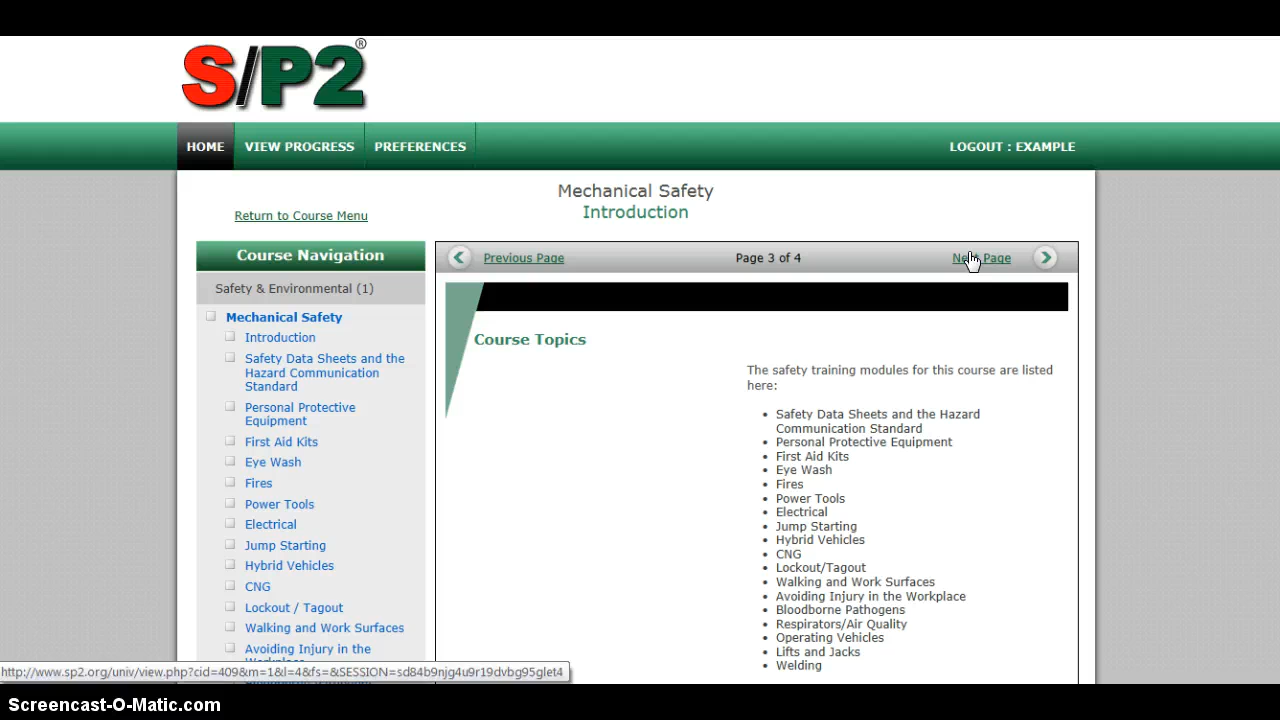 S/P2®
HOME VIEW PROGRESS PREFERENCES LOGOUT : EXAMPLE
Mechanical Safety
Introduction
Return to Course Menu
Course Navigation
Safety & Environmental (1)
Mechanical Safety
Introduction
Safety Data Sheets and the
Hazard Communication
Standard
Personal Protective
Equipment
First Aid Kits
Eye Wash
Fires
Power Tools
Electrical
Jump Starting
Hybrid Vehicles
CNG
Lockout / Tagout
Walking and Work Surfaces
Avoiding Injury in the
Previous Page Page 3 of 4 Next Page
Course Topics
The safety training modules for this course are listed
here:
• Safety Data Sheets and the Hazard
Communication Standard
• Personal Protective Equipment
• First Aid Kits
• Eye Wash
• Fires
• Power Tools
• Electrical
• Jump Starting
• Hybrid Vehicles
• CNG
• Lockout/Tagout
• Walking and Work Surfaces
• Avoiding Injury in the Workplace
• Bloodborne Pathogens
• Respirators/Air Quality
• Operating Vehicles
• Lifts and Jacks
• Welding
http://www.sp2.org/univ/view.php?cid=409&m=1&l=4&fs=&SESSION=sd84b9njg4u9r19dvbg95glet4
Screencast-O-Matic.com